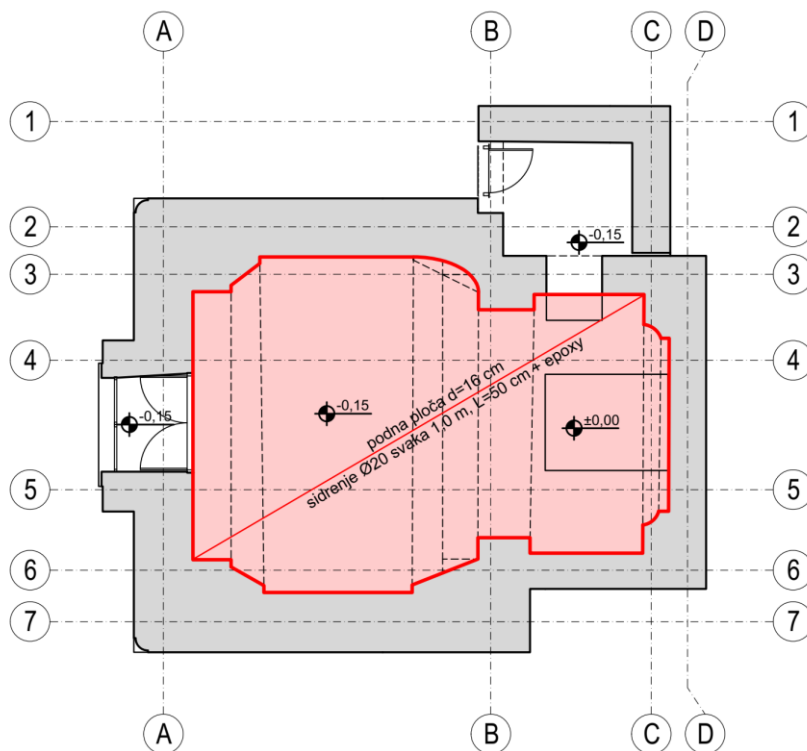 A B C D
1 1
2 2
-0,15
3 3
4 4
podna ploča d=16 cm
sidrenje Ø20 svaka 1,0 m, L=50 cm + epoxy
-0,15
-0,15
±0,00
5 5
6 6
7 7
A B C D